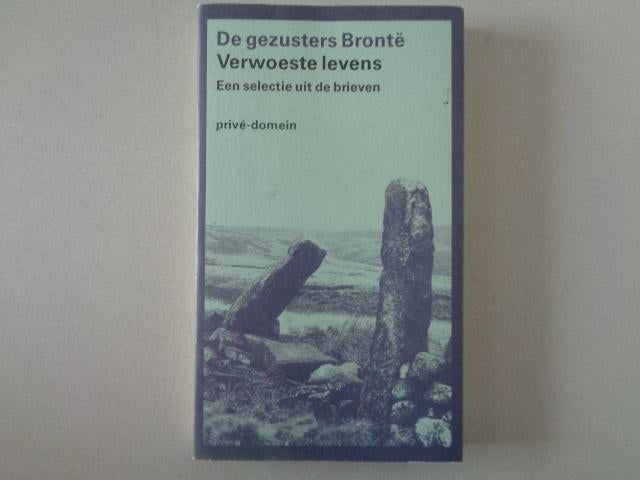 De gezusters Brontë
Verwoeste levens
Een selectie uit de brieven
privé-domein